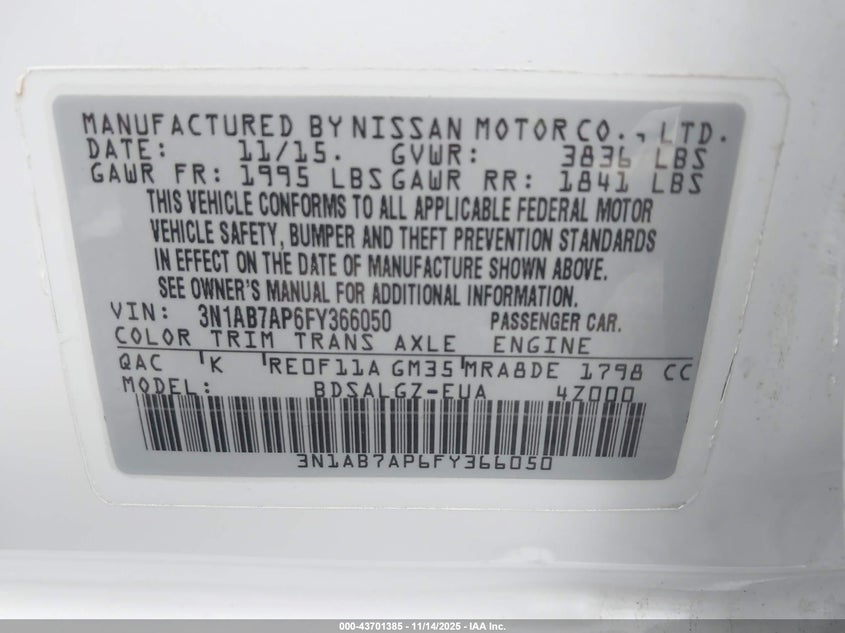 MANUFACTURED BY NISSAN MOTOR CO., LTD.
DATE: 11/15. GVWR: 3836 LBS
GAWR FR: 1995 LBS GAWR RR: 1841 LBS
THIS VEHICLE CONFORMS TO ALL APPLICABLE FEDERAL MOTOR
VEHICLE SAFETY, BUMPER AND THEFT PREVENTION STANDARDS
IN EFFECT ON THE DATE OF MANUFACTURE SHOWN ABOVE.
SEE OWNER'S MANUAL FOR ADDITIONAL INFORMATION.
VIN: 3N1AB7AP6FY366050 PASSENGER CAR.
COLOR TRIM TRANS AXLE ENGINE
QAC K RE0F11A GM35 MRA8DE 1798 CC
MODEL: BDSALGZ-EUA 4Z000
3N1AB7AP6FY366050
000-43701385 - 11/14/2025 - IAA Inc.